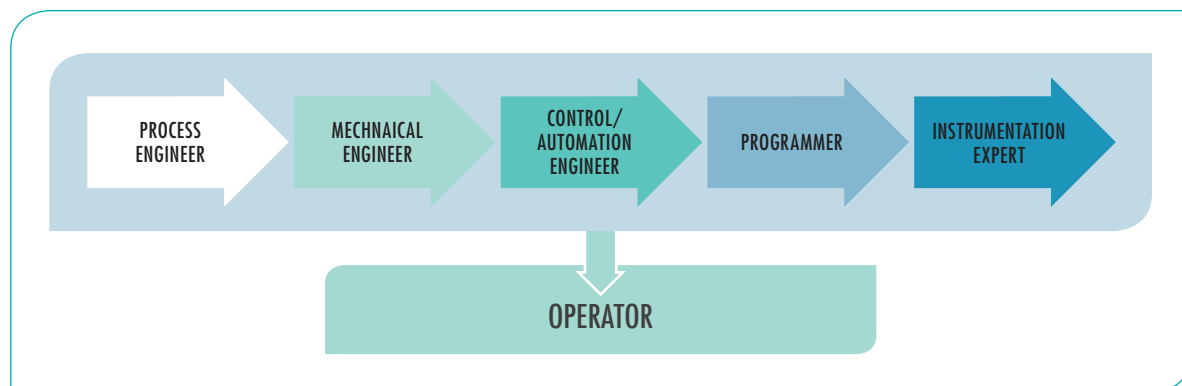 PROCESS
ENGINEER
MECHNAICAL
ENGINEER
CONTROL/
AUTOMATION
ENGINEER
PROGRAMMER
INSTRUMENTATION
EXPERT
OPERATOR